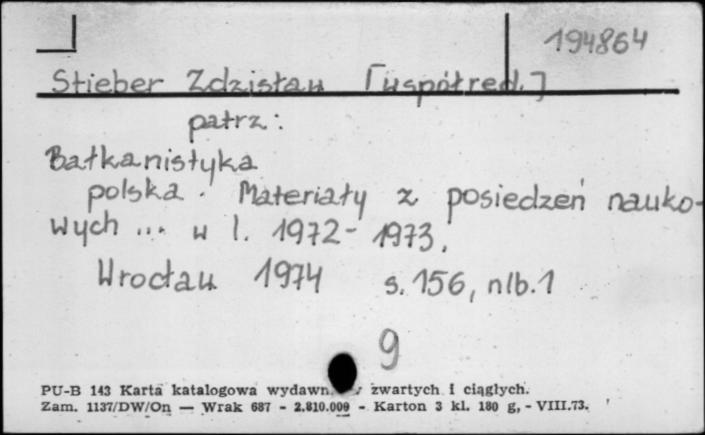 194864
Stieber Zdzisław [współred.]
patrz:
Bałkanistyka
polska. Materiały z posiedzeń nauko-
wych ... w l. 1972-1973.
Wrocław 1974 s. 156, nlb. 1
9
PU-B 143 Karta katalogowa wydawn. zwartych i ciągłych.
Zam. 1137/DW/On — Wrak 687 - 2.810.000 - Karton 3 kl. 180 g, - VIII.73.